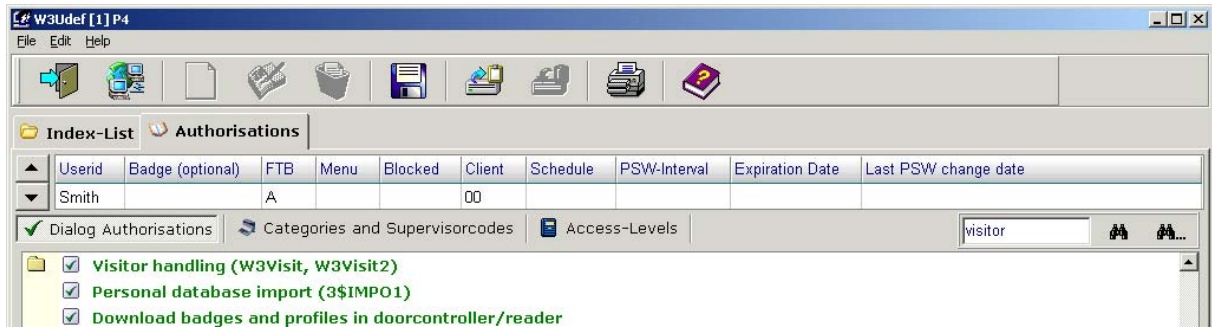 W3Udef [1] P4
File Edit Help
Index-List Authorisations
Userid Badge (optional) FTB Menu Blocked Client Schedule PSW-Interval Expiration Date Last PSW change date
Smith A 00
Dialog Authorisations Categories and Supervisorcodes Access-Levels visitor ...
Visitor handling (W3Visit, W3Visit2)
Personal database import (3$IMPO1)
Download badges and profiles in doorcontroller/reader